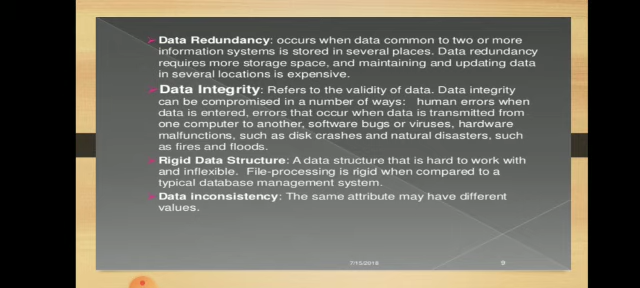 Data Redundancy: occurs when data common to two or more
information systems is stored in several places. Data redundancy
requires more storage space, and maintaining and updating data
in several locations is expensive.
Data Integrity: Refers to the validity of data. Data integrity
can be compromised in a number of ways: human errors when
data is entered, errors that occur when data is transmitted from
one computer to another, software bugs or viruses, hardware
malfunctions, such as disk crashes and natural disasters, such
as fires and floods.
Rigid Data Structure: A data structure that is hard to work with
and inflexible. File-processing is rigid when compared to a
typical database management system.
Data inconsistency: The same attribute may have different
values.
7/15/2018 9